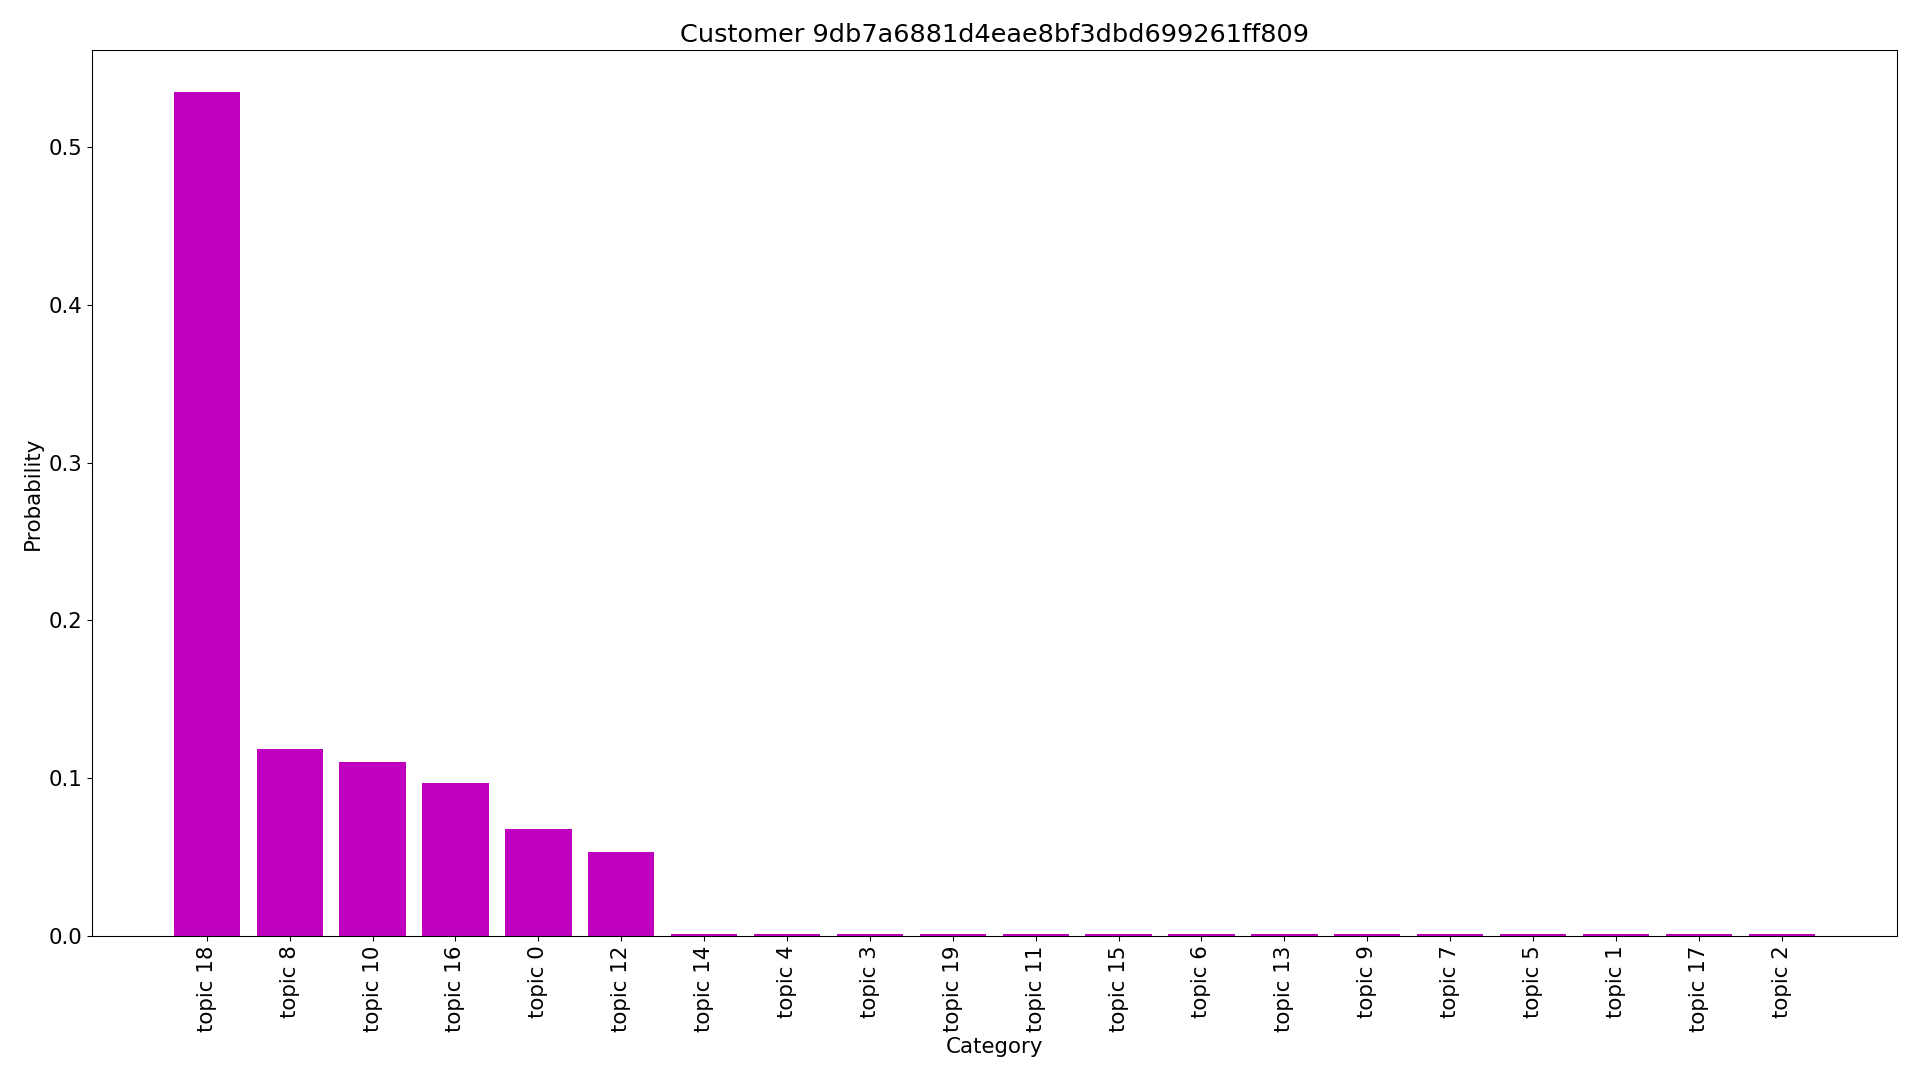 Customer 9db7a6881d4eae8bf3dbd699261ff809
Probability
0.5
0.4
0.3
0.2
0.1
0.0
topic 18
topic 8
topic 10
topic 16
topic 0
topic 12
topic 14
topic 4
topic 3
topic 19
topic 11
topic 15
topic 6
topic 13
topic 9
topic 7
topic 5
topic 1
topic 17
topic 2
Category